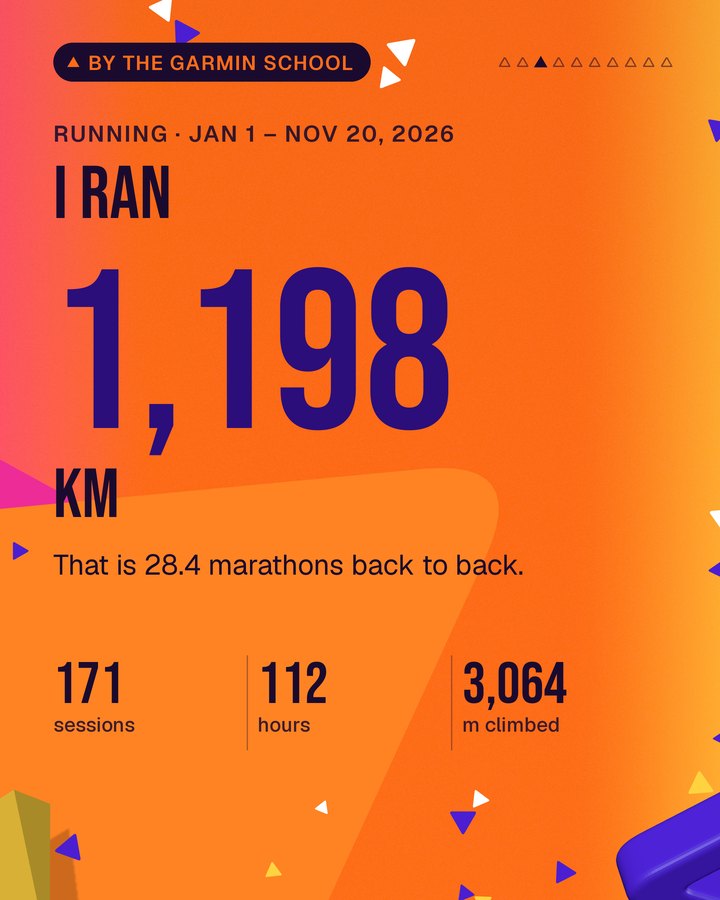 BY THE GARMIN SCHOOL
RUNNING · JAN 1 – NOV 20, 2026
I RAN
1,198
KM
That is 28.4 marathons back to back.
171
sessions
112
hours
3,064
m climbed